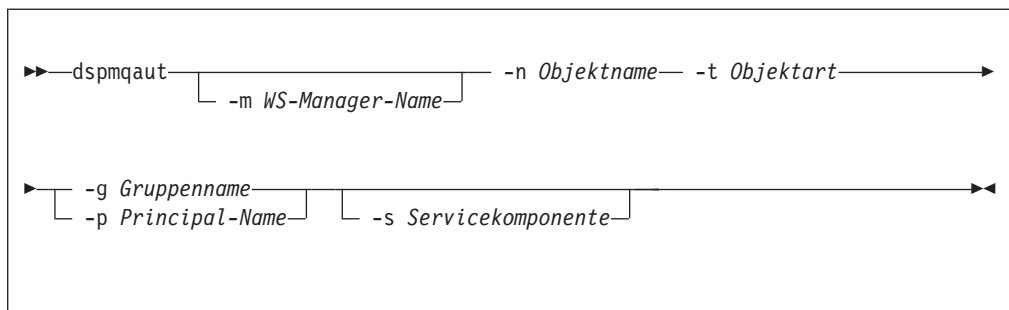 dspmqaut -n Objektname -t Objektart
-m WS-Manager-Name
-g Gruppenname
-p Principal-Name -s Servicekomponente